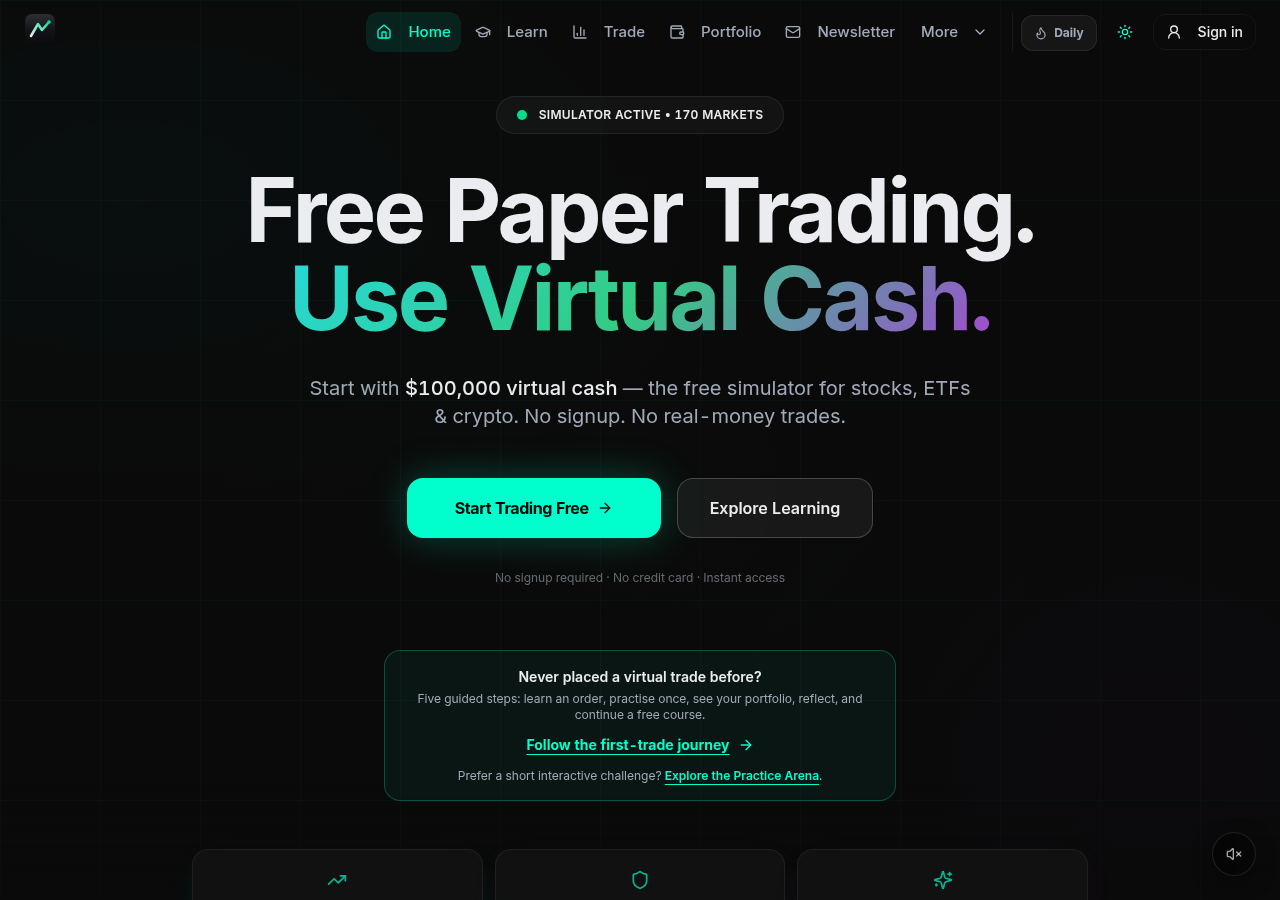 Home
Learn
Trade
Portfolio
Newsletter
More
Daily
Sign in
SIMULATOR ACTIVE • 170 MARKETS
Free Paper Trading.
Use Virtual Cash.
Start with $100,000 virtual cash — the free simulator for stocks, ETFs
& crypto. No signup. No real-money trades.
Start Trading Free →
Explore Learning
No signup required · No credit card · Instant access
Never placed a virtual trade before?
Five guided steps: learn an order, practise once, see your portfolio, reflect, and
continue a free course.
Follow the first-trade journey →
Prefer a short interactive challenge? Explore the Practice Arena.